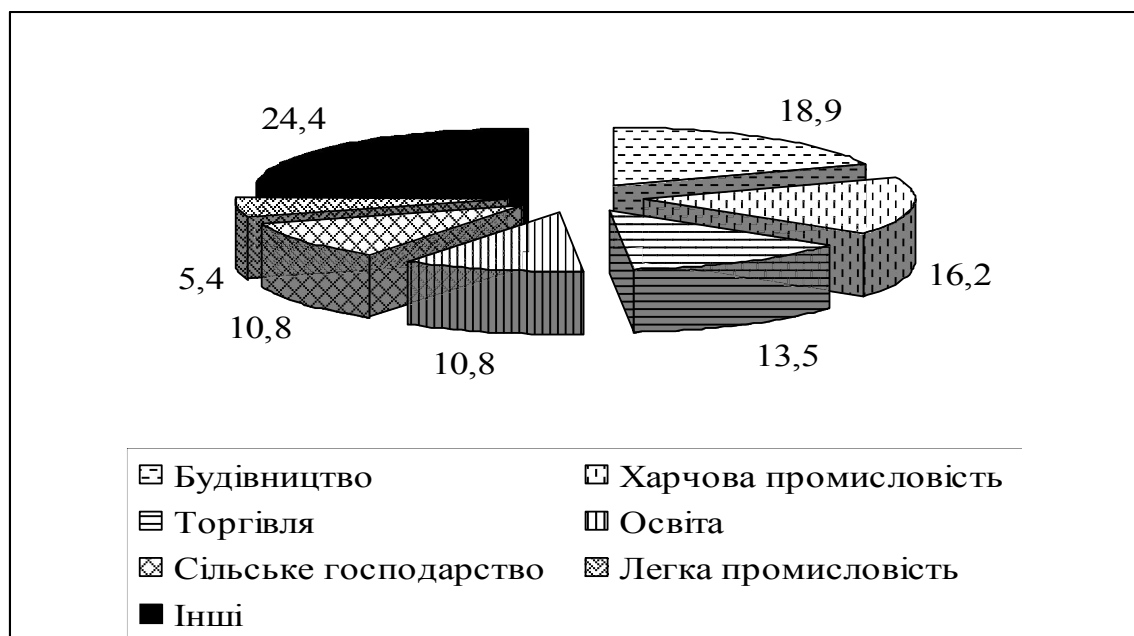 24,4
18,9
5,4
16,2
10,8
10,8
13,5
Будівництво
Харчова промисловість
Торгівля
Освіта
Сільське господарство
Легка промисловість
Інші